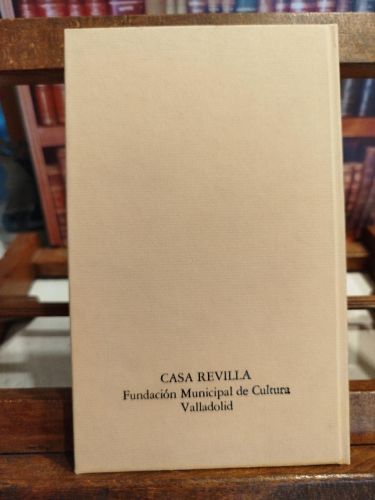 CASA REVILLA
Fundación Municipal de Cultura
Valladolid